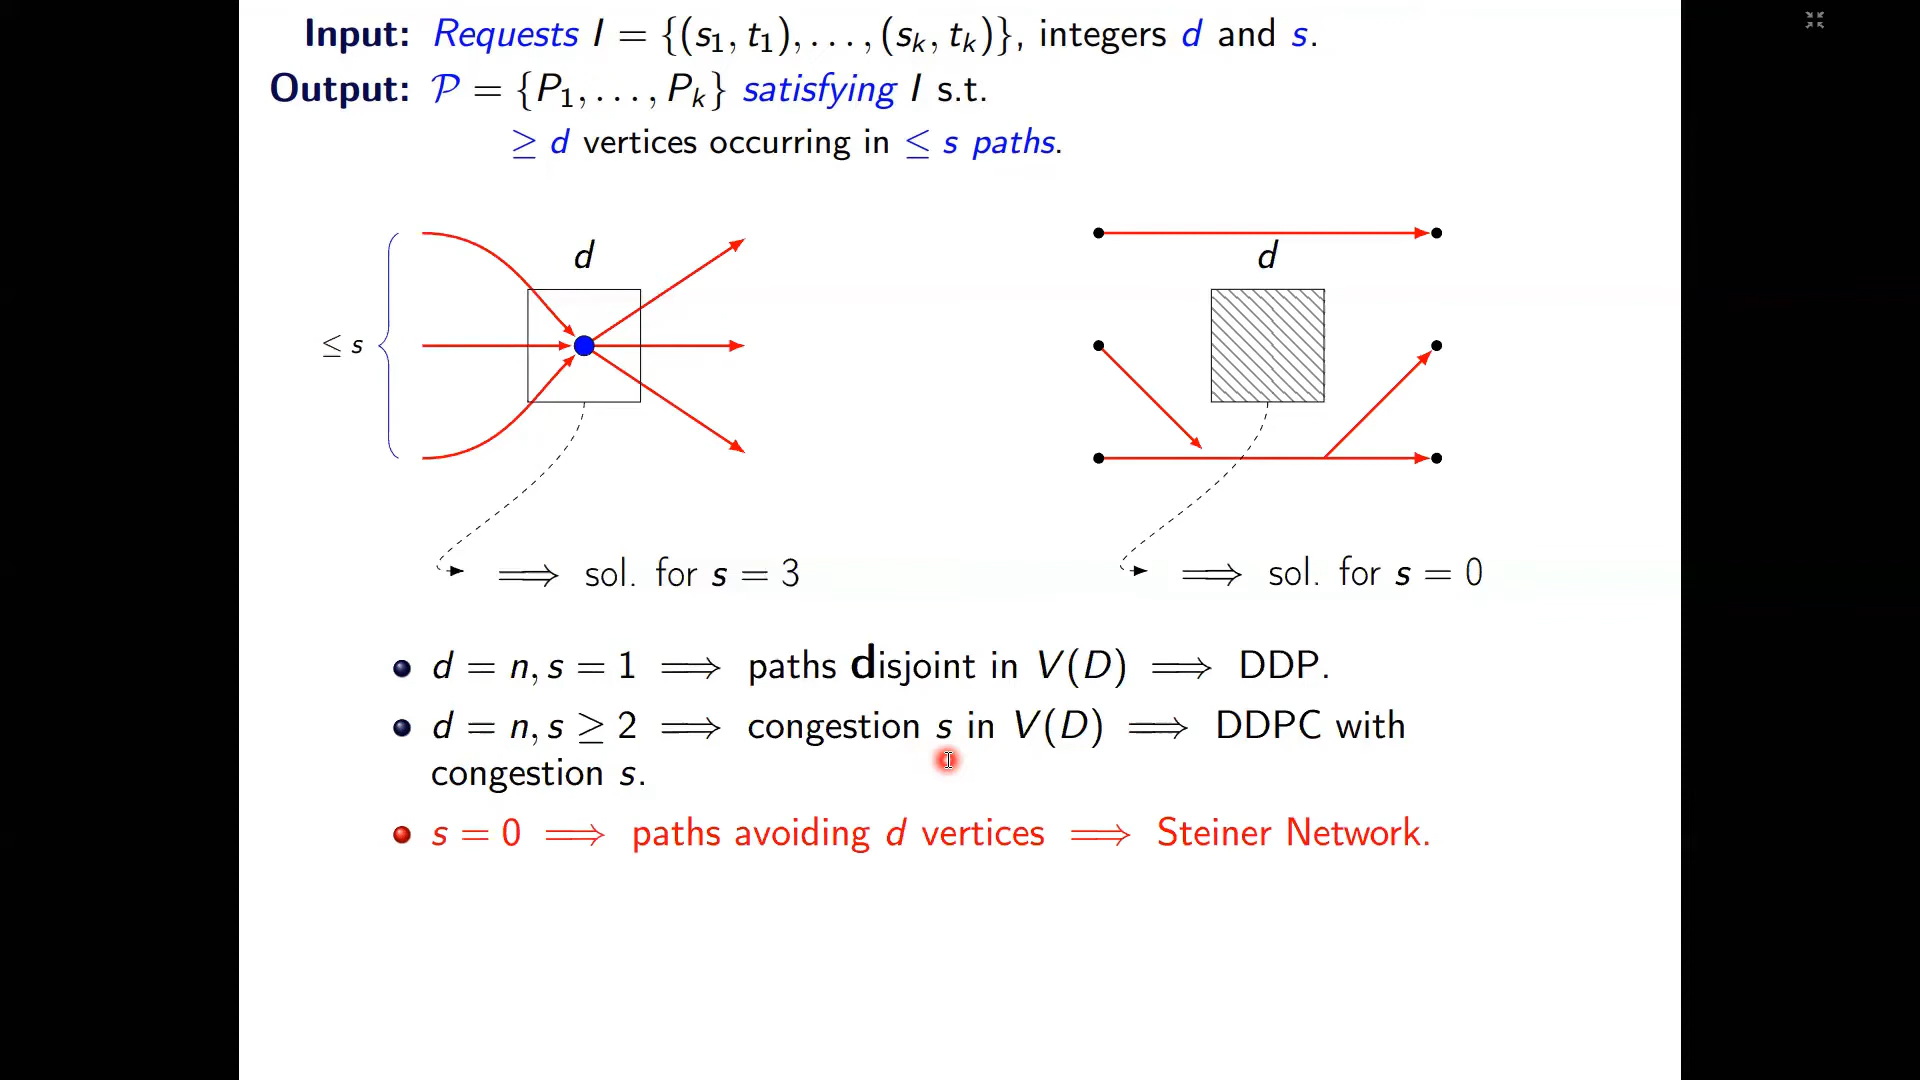 Input: Requests I = {(s₁, t₁), . . . , (sₖ, tₖ)}, integers d and s.
Output: 𝒫 = {P₁, . . . , Pₖ} satisfying I s.t.
≥ d vertices occurring in ≤ s paths.
d
d
≤ s
⟹ sol. for s = 3
⟹ sol. for s = 0
d = n, s = 1 ⟹ paths disjoint in V(D) ⟹ DDP.
d = n, s ≥ 2 ⟹ congestion s in V(D) ⟹ DDPC with
congestion s.
s = 0 ⟹ paths avoiding d vertices ⟹ Steiner Network.